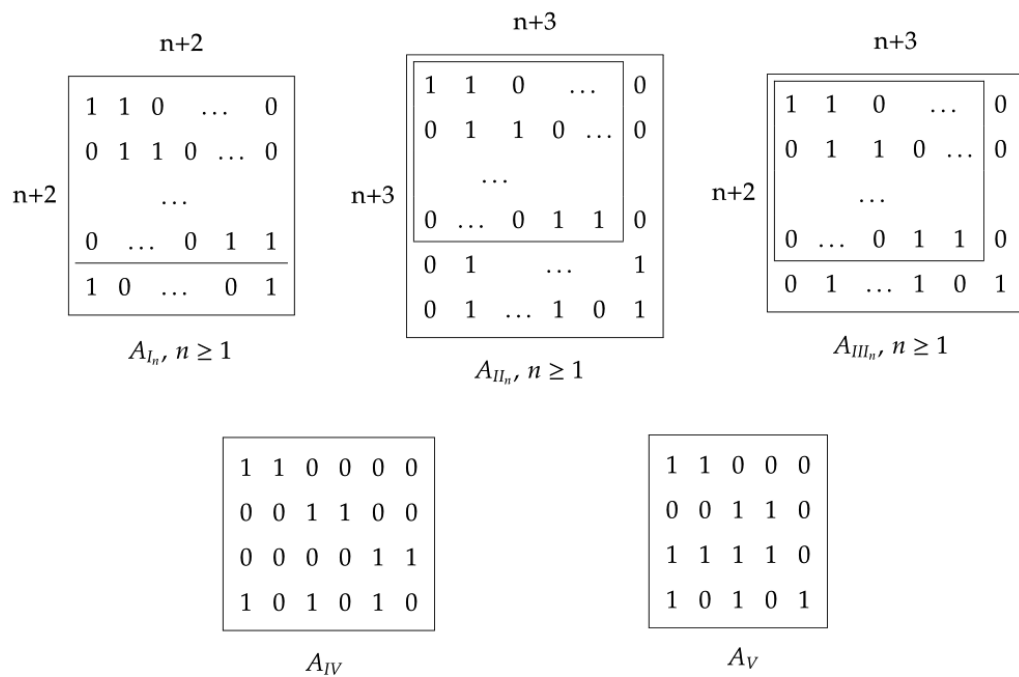 n+2
n+2
1 1 0 ... 0
0 1 1 0 ... 0
...
0 ... 0 1 1
1 0 ... 0 1
A_{I_n}, n ≥ 1
n+3
n+3
1 1 0 ... 0
0 1 1 0 ... 0
...
0 ... 0 1 1 0
0 1 ... 1
0 1 ... 1 0 1
A_{II_n}, n ≥ 1
n+3
n+2
1 1 0 ... 0
0 1 1 0 ... 0
...
0 ... 0 1 1 0
0 1 ... 1 0 1
A_{III_n}, n ≥ 1
1 1 0 0 0 0
0 0 1 1 0 0
0 0 0 0 1 1
1 0 1 0 1 0
A_{IV}
1 1 0 0 0
0 0 1 1 0
1 1 1 1 0
1 0 1 0 1
A_V